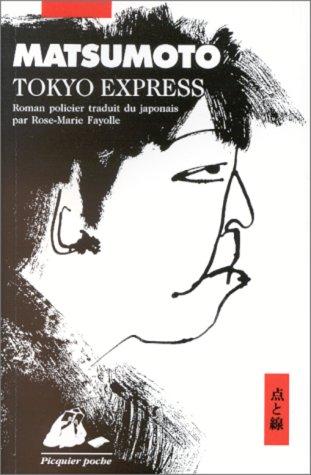 MATSUMOTO
TOKYO EXPRESS
Roman policier traduit du japonais
par Rose-Marie Fayolle
点と線
Picquier poche